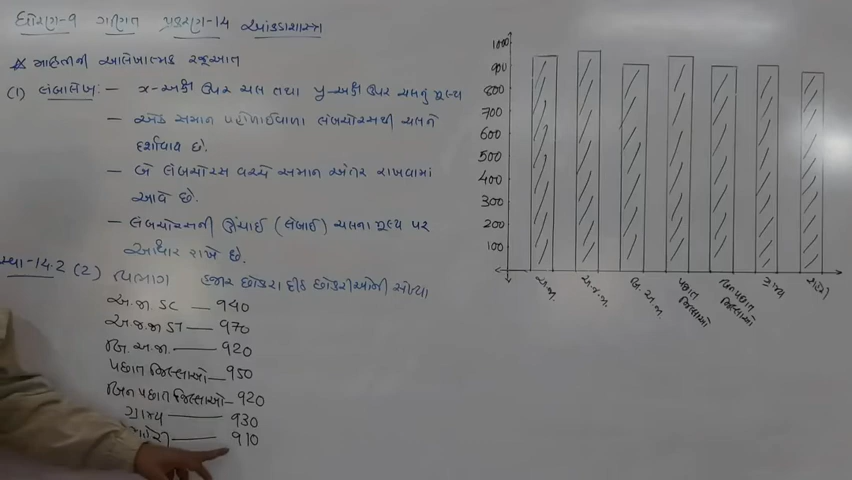 ધોરણ-૧ ગણિત પ્રકરણ-14 આંકડાશાસ્ત્ર
* માહિતીની આલેખાત્મક રજૂઆત
(1) લંબાલેખ:- x-અક્ષ ઉપર ચલ તથા y-અક્ષ ઉપર ચલનું મૂલ્ય
- એક સમાન પહોળાઈવાળા લંબચોરસથી ચલને
દર્શાવાય છે.
- બે લંબચોરસ વચ્ચે સમાન અંતર રાખવામાં
આવે છે.
- લંબચોરસની ઊંચાઈ (લંબાઈ) ચલના મૂલ્ય પર
આધાર રાખે છે.
14.2 (2) વિભાગ હજાર છોકરા દીઠ છોકરીઓની સંખ્યા
અ.જા. SC — 940
અ.જ.જા ST — 970
બિ.અ.જા. — 920
પછાત જિલ્લાઓ — 950
બિન પછાત જિલ્લાઓ — 920
ગ્રામ્ય — 930
910
1000
900
800
700
600
500
400
300
200
100
અ.જા.
અ.જ.જા.
બિ.અ.જા.
પછાત જિલ્લાઓ
બિન પછાત જિલ્લાઓ
ગ્રામ્ય
શહેરી